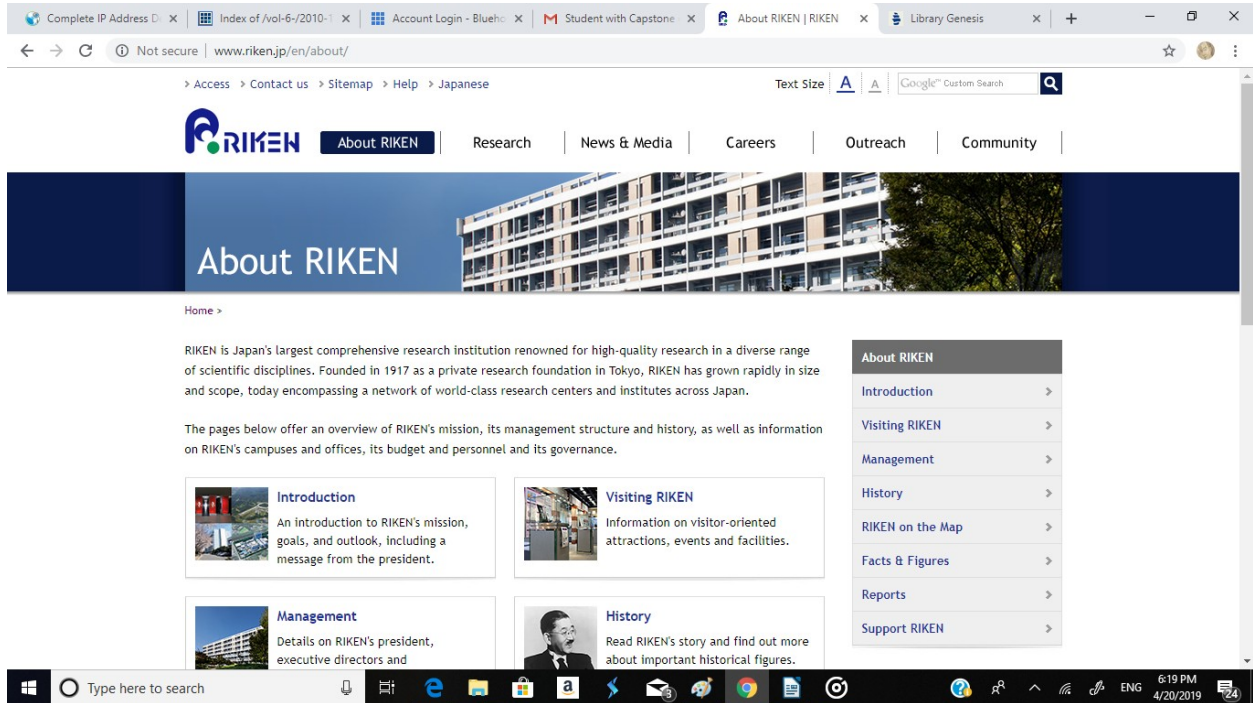 Complete IP Address D
Index of /vol-6-/2010-1
Account Login - Blueho
Student with Capstone
About RIKEN | RIKEN
Library Genesis
Not secure | www.riken.jp/en/about/
> Access > Contact us > Sitemap > Help > Japanese
Text Size A A Google™ Custom Search
RIKEN
About RIKEN
Research
News & Media
Careers
Outreach
Community
About RIKEN
Home >
RIKEN is Japan's largest comprehensive research institution renowned for high-quality research in a diverse range
of scientific disciplines. Founded in 1917 as a private research foundation in Tokyo, RIKEN has grown rapidly in size
and scope, today encompassing a network of world-class research centers and institutes across Japan.
The pages below offer an overview of RIKEN's mission, its management structure and history, as well as information
on RIKEN's campuses and offices, its budget and personnel and its governance.
Introduction
An introduction to RIKEN's mission,
goals, and outlook, including a
message from the president.
Visiting RIKEN
Information on visitor-oriented
attractions, events and facilities.
Management
Details on RIKEN's president,
executive directors and
History
Read RIKEN's story and find out more
about important historical figures.
About RIKEN
Introduction
Visiting RIKEN
Management
History
RIKEN on the Map
Facts & Figures
Reports
Support RIKEN
Type here to search
a
3
ENG
6:19 PM
4/20/2019
24